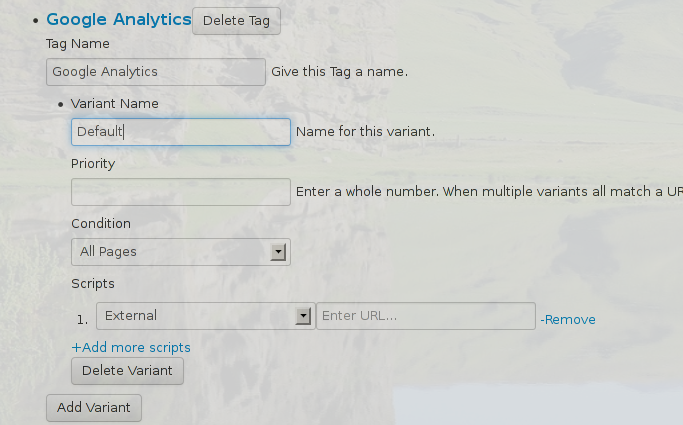 Google Analytics Delete Tag
Tag Name
Google Analytics Give this Tag a name.
Variant Name
Default Name for this variant.
Priority
Enter a whole number. When multiple variants all match a
Condition
All Pages
Scripts
1. External Enter URL... -Remove
+Add more scripts
Delete Variant
Add Variant